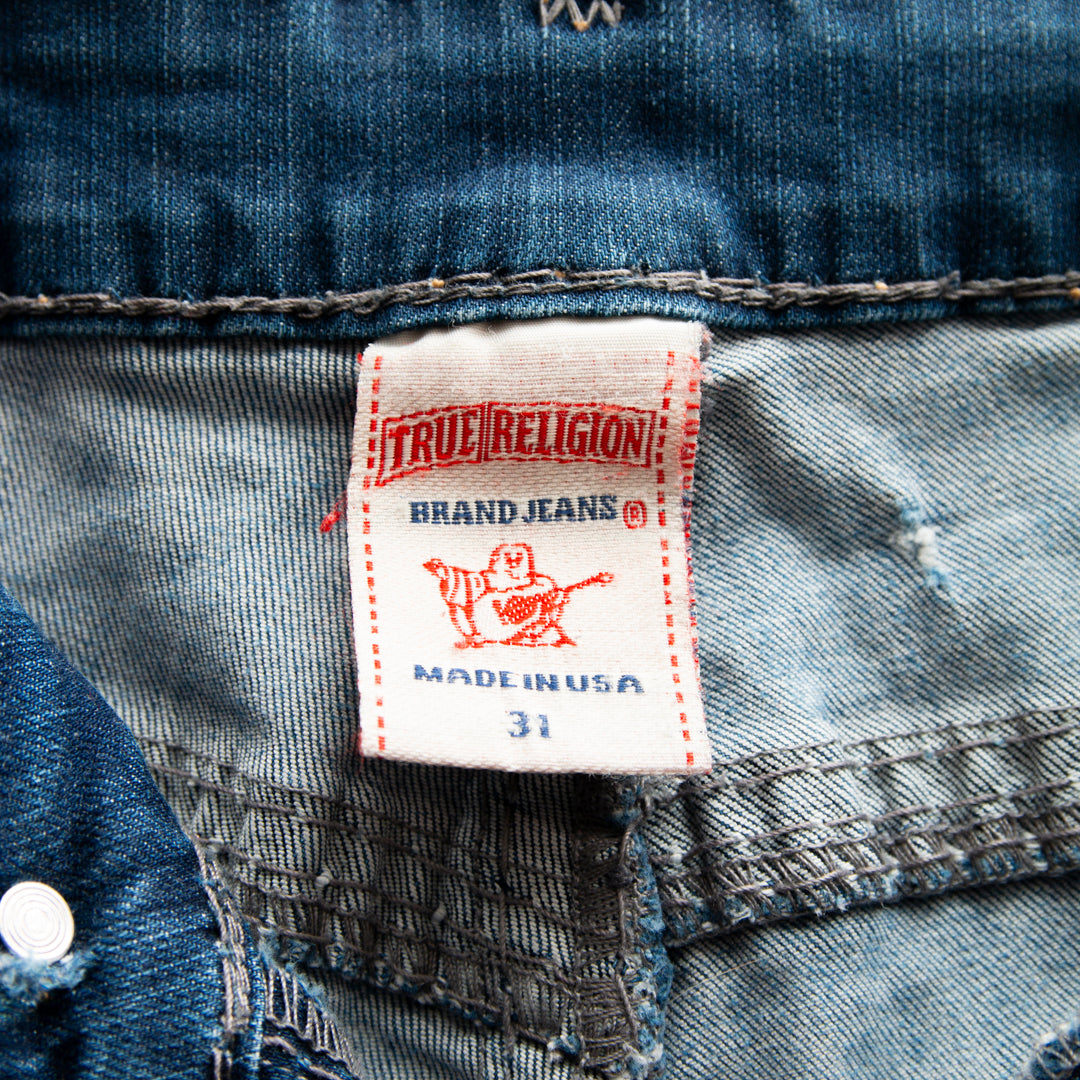 TRUE RELIGION
BRAND JEANS®
MADE IN USA
31